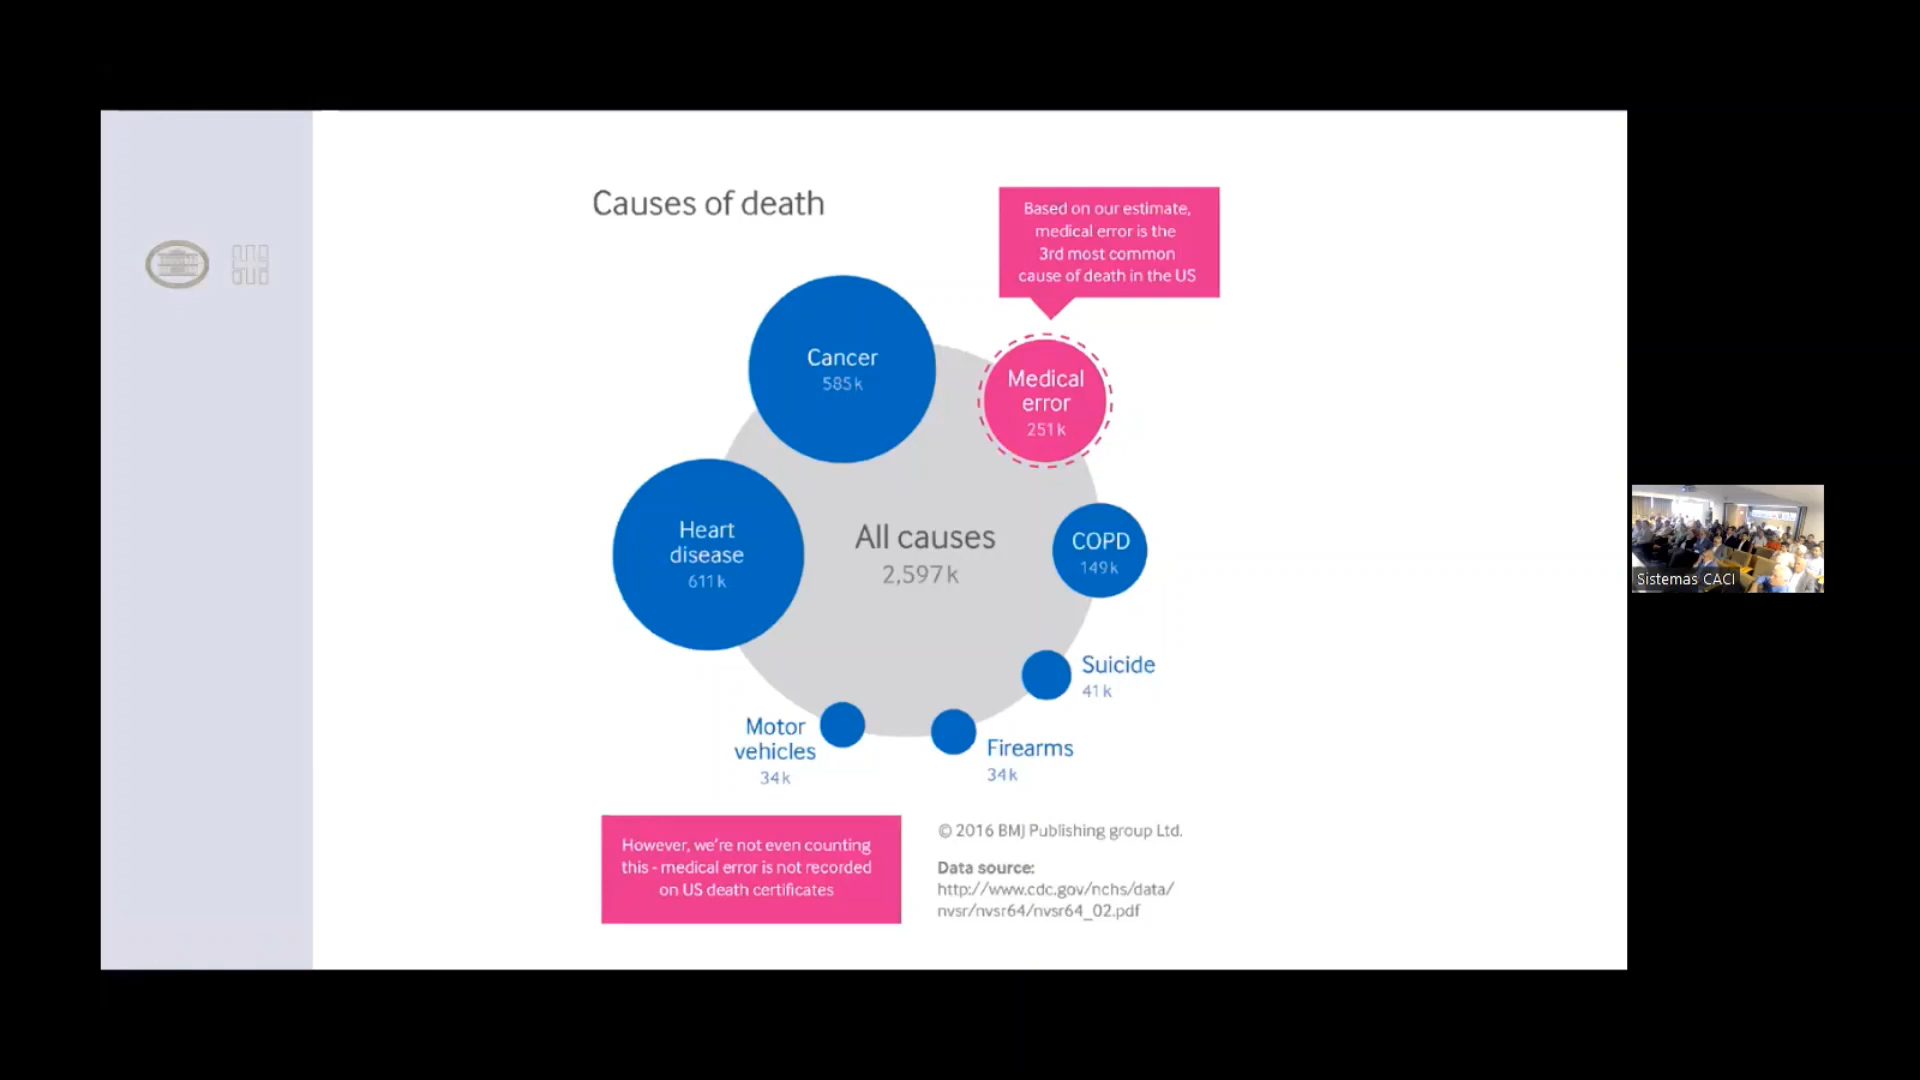 Causes of death
Based on our estimate,
medical error is the
3rd most common
cause of death in the US
Cancer
585k
Medical
error
251k
Heart
disease
611k
All causes
2,597k
COPD
149k
Suicide
41k
Motor
vehicles
34k
Firearms
34k
However, we're not even counting
this - medical error is not recorded
on US death certificates
© 2016 BMJ Publishing group Ltd.
Data source:
http://www.cdc.gov/nchs/data/
nvsr/nvsr64/nvsr64_02.pdf
Sistemas CACI